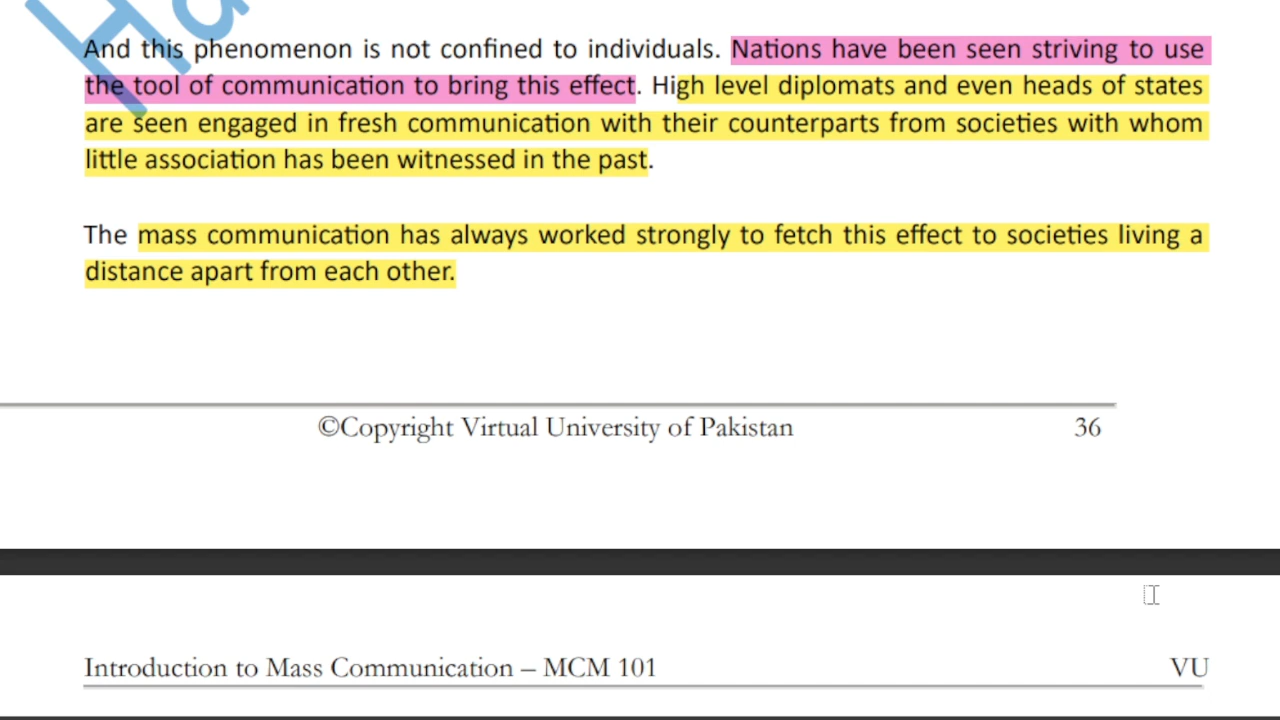 Ha
And this phenomenon is not confined to individuals. Nations have been seen striving to use
the tool of communication to bring this effect. High level diplomats and even heads of states
are seen engaged in fresh communication with their counterparts from societies with whom
little association has been witnessed in the past.
The mass communication has always worked strongly to fetch this effect to societies living a
distance apart from each other.
©Copyright Virtual University of Pakistan 36
Introduction to Mass Communication – MCM 101 VU